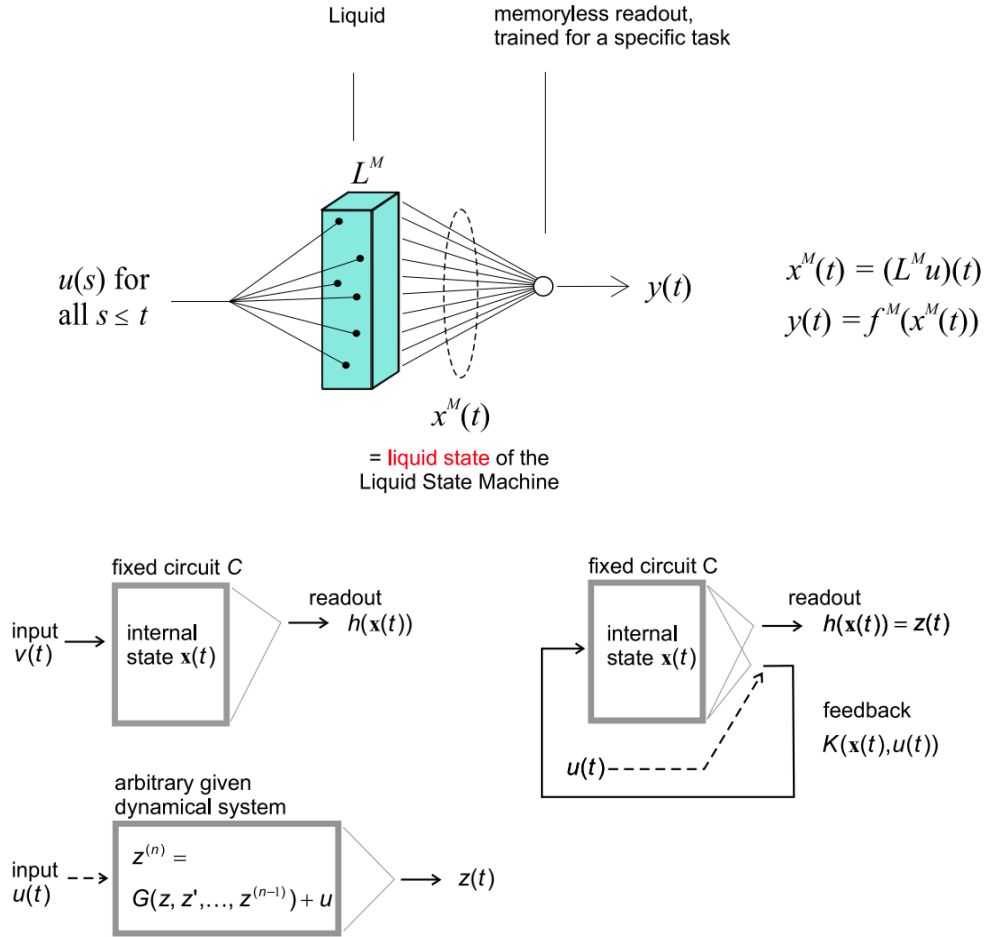 Liquid
memoryless readout,
trained for a specific task
L^M
u(s) for
all s ≤ t
y(t)
x^M(t) = (L^M u)(t)
y(t) = f^M(x^M(t))
x^M(t)
= liquid state of the
Liquid State Machine
fixed circuit C
input
v(t)
internal
state x(t)
readout
h(x(t))
fixed circuit C
internal
state x(t)
readout
h(x(t)) = z(t)
feedback
K(x(t),u(t))
u(t)
arbitrary given
dynamical system
input
u(t)
z^(n) =
G(z, z',..., z^(n−1)) + u
z(t)